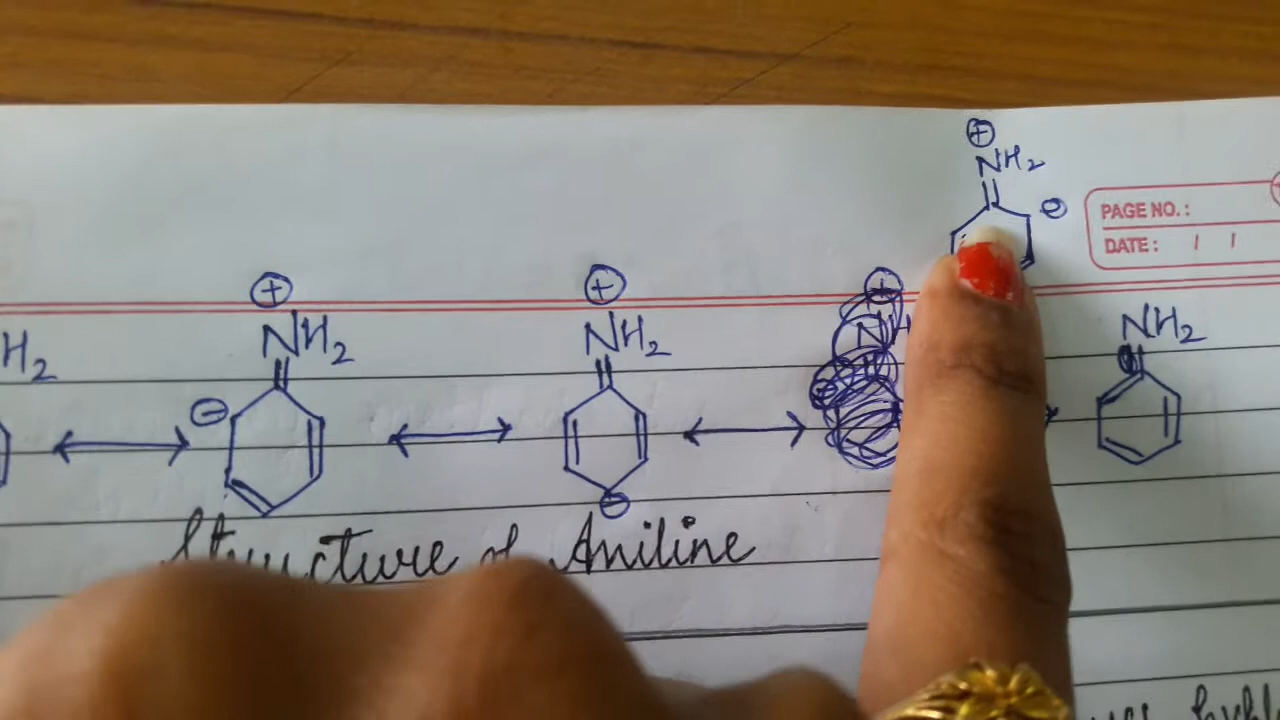 ⊕
NH₂
⊖
PAGE NO. :
DATE : / /
⊕ ⊕ ⊕
H₂ NH₂ NH₂ NH₂
⊖
⊖
Structure of Aniline